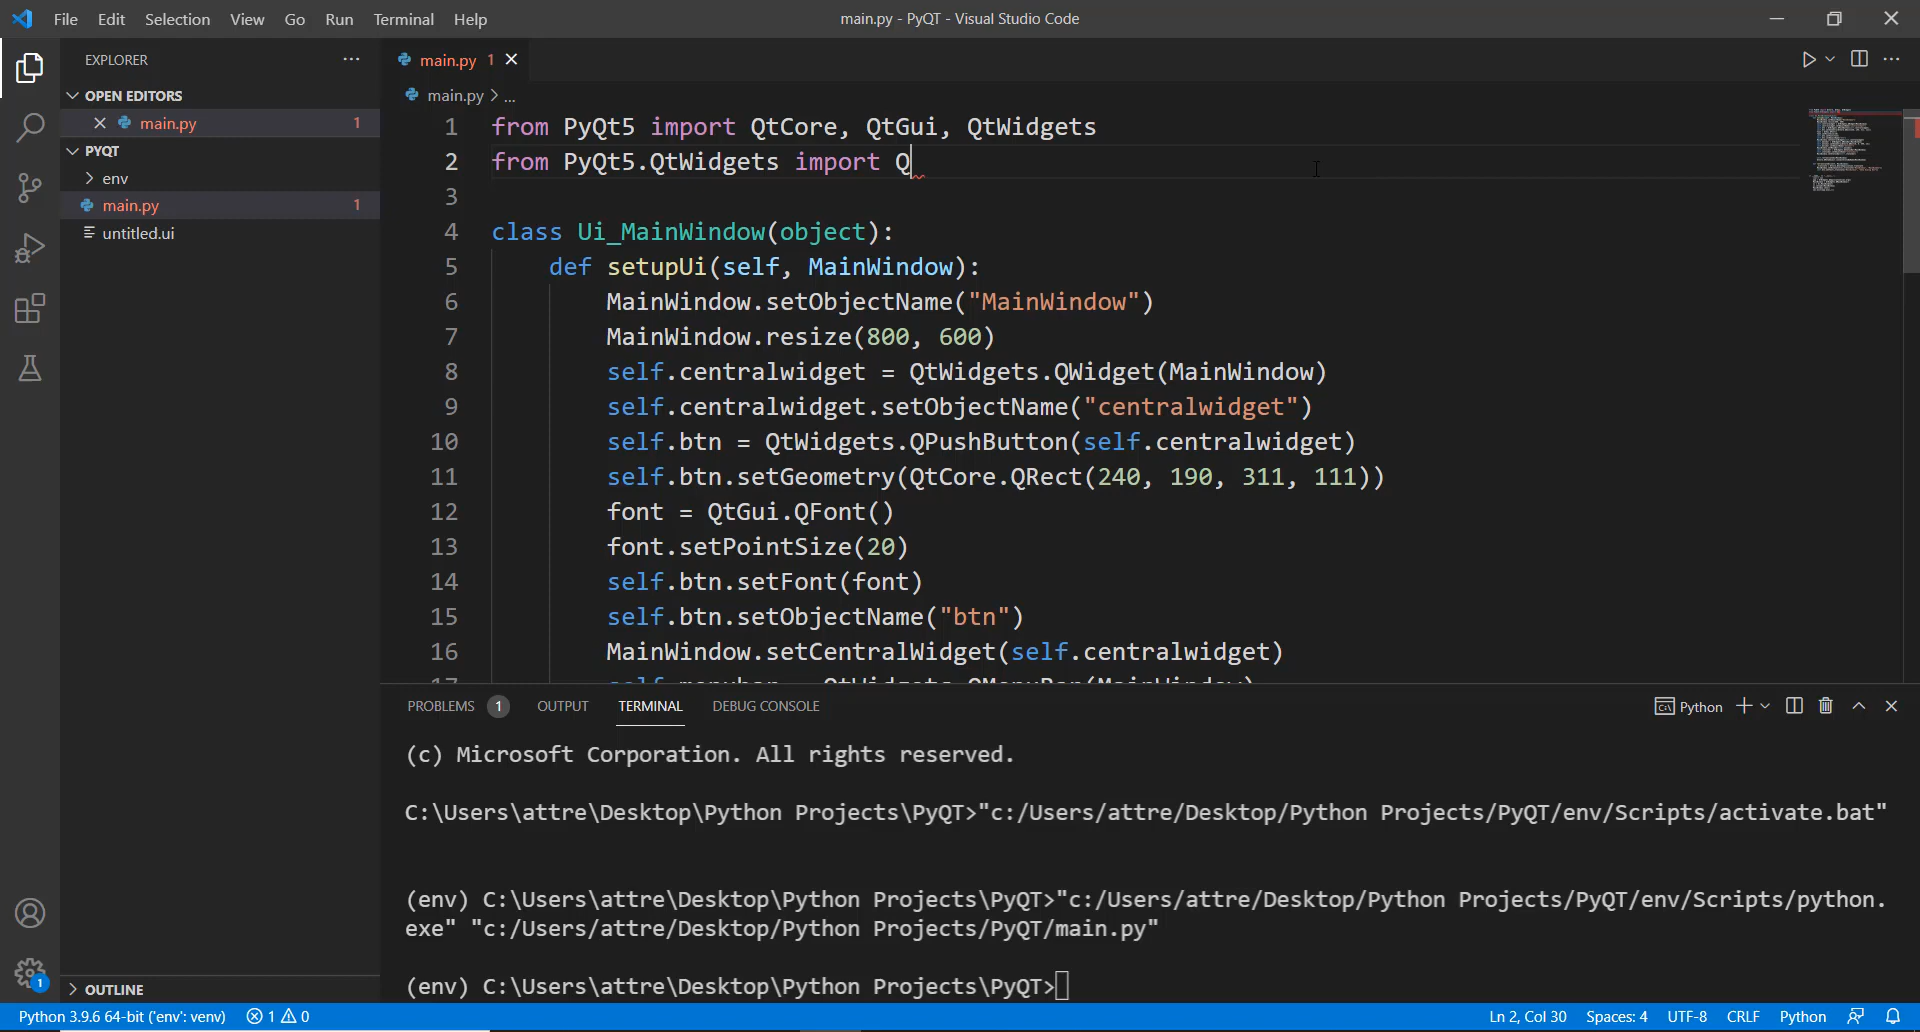 File Edit Selection View Go Run Terminal Help
main.py - PyQT - Visual Studio Code
EXPLORER
OPEN EDITORS
main.py 1
PYQT
env
main.py 1
untitled.ui
OUTLINE
main.py 1
main.py > ...
1 from PyQt5 import QtCore, QtGui, QtWidgets
2 from PyQt5.QtWidgets import Q
3
4 class Ui_MainWindow(object):
5 def setupUi(self, MainWindow):
6 MainWindow.setObjectName("MainWindow")
7 MainWindow.resize(800, 600)
8 self.centralwidget = QtWidgets.QWidget(MainWindow)
9 self.centralwidget.setObjectName("centralwidget")
10 self.btn = QtWidgets.QPushButton(self.centralwidget)
11 self.btn.setGeometry(QtCore.QRect(240, 190, 311, 111))
12 font = QtGui.QFont()
13 font.setPointSize(20)
14 self.btn.setFont(font)
15 self.btn.setObjectName("btn")
16 MainWindow.setCentralWidget(self.centralwidget)
17 self.menubar = QtWidgets.QMenuBar(MainWindow)
PROBLEMS 1 OUTPUT TERMINAL DEBUG CONSOLE
Python
(c) Microsoft Corporation. All rights reserved.
C:\Users\attre\Desktop\Python Projects\PyQT>"c:/Users/attre/Desktop/Python Projects/PyQT/env/Scripts/activate.bat"
(env) C:\Users\attre\Desktop\Python Projects\PyQT>"c:/Users/attre/Desktop/Python Projects/PyQT/env/Scripts/python.
exe" "c:/Users/attre/Desktop/Python Projects/PyQT/main.py"
(env) C:\Users\attre\Desktop\Python Projects\PyQT>
1
Python 3.9.6 64-bit ('env': venv) 1 0
Ln 2, Col 30 Spaces: 4 UTF-8 CRLF Python